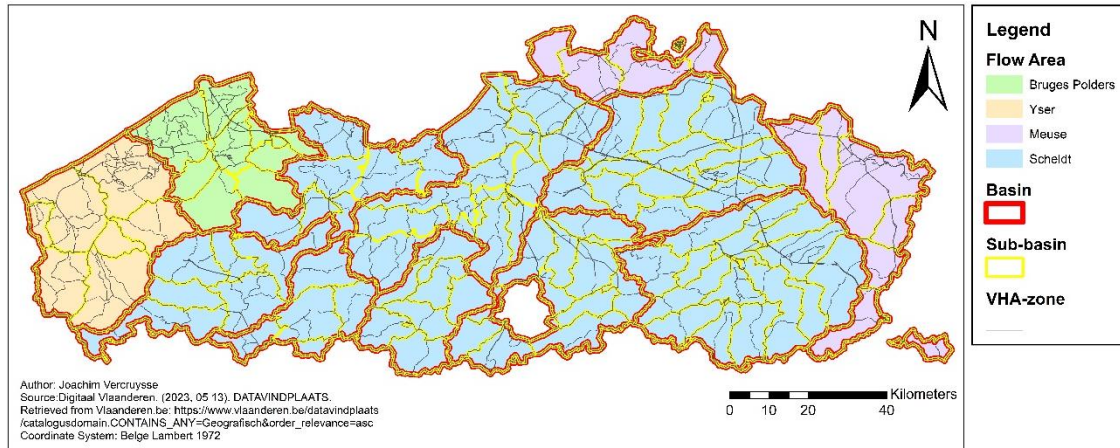 N
Legend
Flow Area
Bruges Polders
Yser
Meuse
Scheldt
Basin
Sub-basin
VHA-zone
Author: Joachim Vercruysse
Source:Digitaal Vlaanderen. (2023, 05 13). DATAVINDPLAATS.
Retrieved from Vlaanderen.be: https://www.vlaanderen.be/datavindplaats
/catalogusdomain.CONTAINS_ANY=Geografisch&order_relevance=asc
Coordinate System: Belge Lambert 1972
Kilometers
0 5 10 20 40